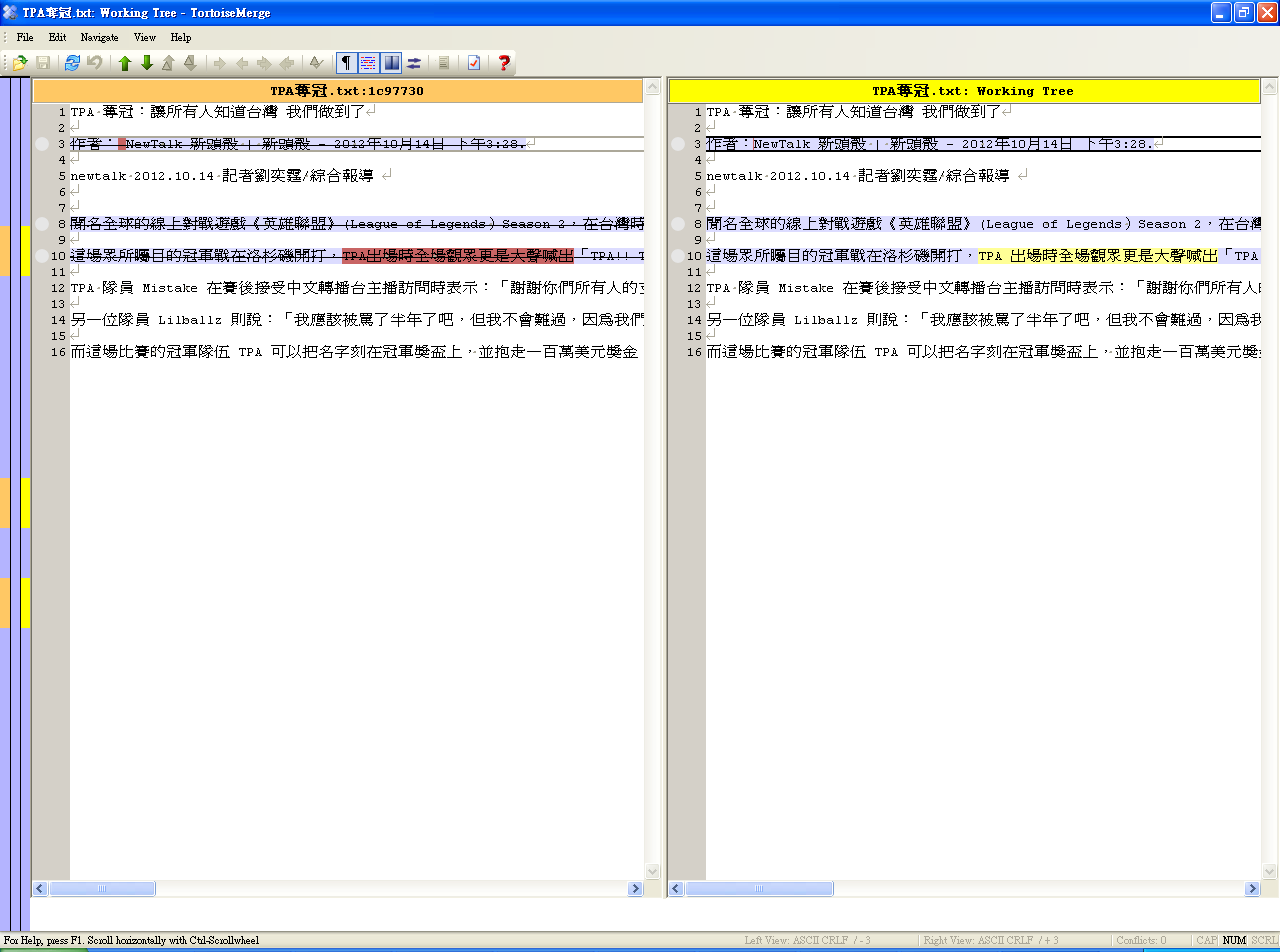 TPA奪冠.txt: Working Tree - TortoiseMerge
File Edit Navigate View Help
TPA奪冠.txt:1c97730
1 TPA 奪冠：讓所有人知道台灣 我們做到了
2
3 作者： NewTalk 新頭殼 | 新頭殼 – 2012年10月14日 下午3:28.
4
5 newtalk 2012.10.14 記者劉奕霆/綜合報導
6
7
8 聞名全球的線上對戰遊戲《英雄聯盟》(League of Legends）Season 2，在台灣時
9
10 這場眾所矚目的冠軍戰在洛杉磯開打，TPA出場時全場觀眾更是大聲喊出「TPA!! T
11
12 TPA 隊員 Mistake 在賽後接受中文轉播台主播訪問時表示：「謝謝你們所有人的支
13
14 另一位隊員 Lilballz 則說：「我應該被罵了半年了吧，但我不會難過，因為我們
15
16 而這場比賽的冠軍隊伍 TPA 可以把名字刻在冠軍獎盃上，並抱走一百萬美元獎金
TPA奪冠.txt: Working Tree
1 TPA 奪冠：讓所有人知道台灣 我們做到了
2
3 作者：NewTalk 新頭殼 | 新頭殼 – 2012年10月14日 下午3:28.
4
5 newtalk 2012.10.14 記者劉奕霆/綜合報導
6
7
8 聞名全球的線上對戰遊戲《英雄聯盟》(League of Legends）Season 2，在台灣
9
10 這場眾所矚目的冠軍戰在洛杉磯開打，TPA 出場時全場觀眾更是大聲喊出「TPA
11
12 TPA 隊員 Mistake 在賽後接受中文轉播台主播訪問時表示：「謝謝你們所有人
13
14 另一位隊員 Lilballz 則說：「我應該被罵了半年了吧，但我不會難過，因為我
15
16 而這場比賽的冠軍隊伍 TPA 可以把名字刻在冠軍獎盃上，並抱走一百萬美元獎
For Help, press F1. Scroll horizontally with Ctrl-Scrollwheel Left View: ASCII CRLF / - 3 Right View: ASCII CRLF / + 3 Conflicts: 0 CAP NUM SCRL